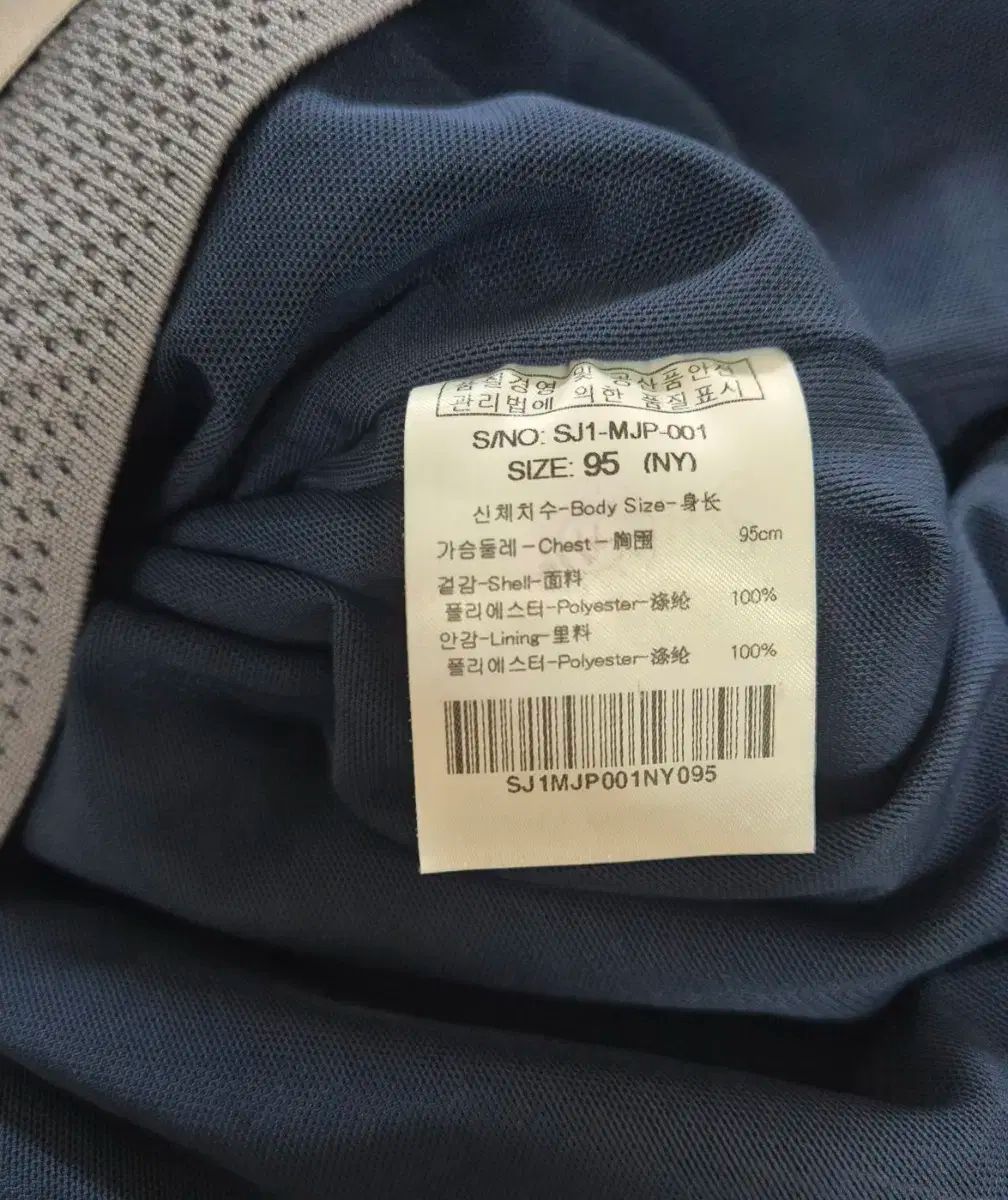 품질경영 및 공산품안전
관리법에 의한 품질표시
S/NO: SJ1-MJP-001
SIZE: 95 (NY)
신체치수-Body Size-身长
가슴둘레-Chest-胸围 95cm
겉감-Shell-面料
폴리에스터-Polyester-涤纶 100%
안감-Lining-里料
폴리에스터-Polyester-涤纶 100%
SJ1MJP001NY095